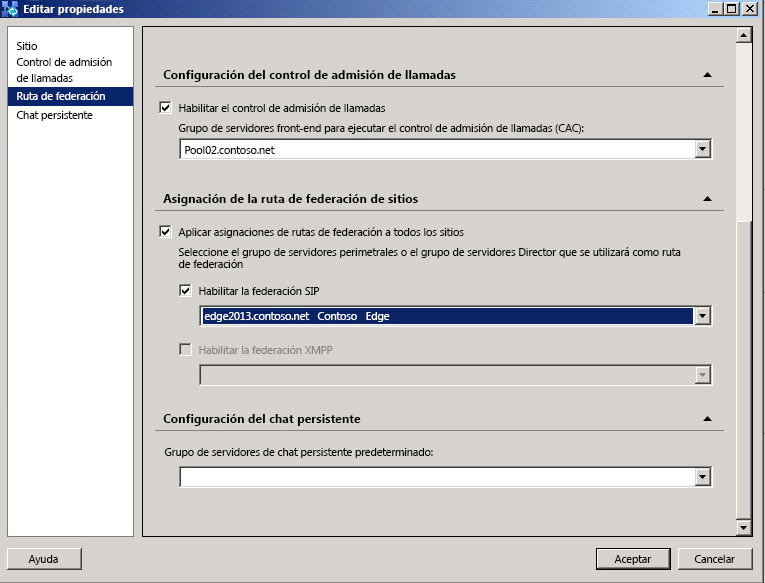 Editar propiedades
Sitio
Control de admisión
de llamadas
Ruta de federación
Chat persistente
Configuración del control de admisión de llamadas
Habilitar el control de admisión de llamadas
Grupo de servidores front-end para ejecutar el control de admisión de llamadas (CAC):
Pool02.contoso.net
Asignación de la ruta de federación de sitios
Aplicar asignaciones de rutas de federación a todos los sitios
Seleccione el grupo de servidores perimetrales o el grupo de servidores Director que se utilizará como ruta
de federación
Habilitar la federación SIP
edge2013.contoso.net Contoso Edge
Habilitar la federación XMPP
Configuración del chat persistente
Grupo de servidores de chat persistente predeterminado:
Ayuda
Aceptar
Cancelar